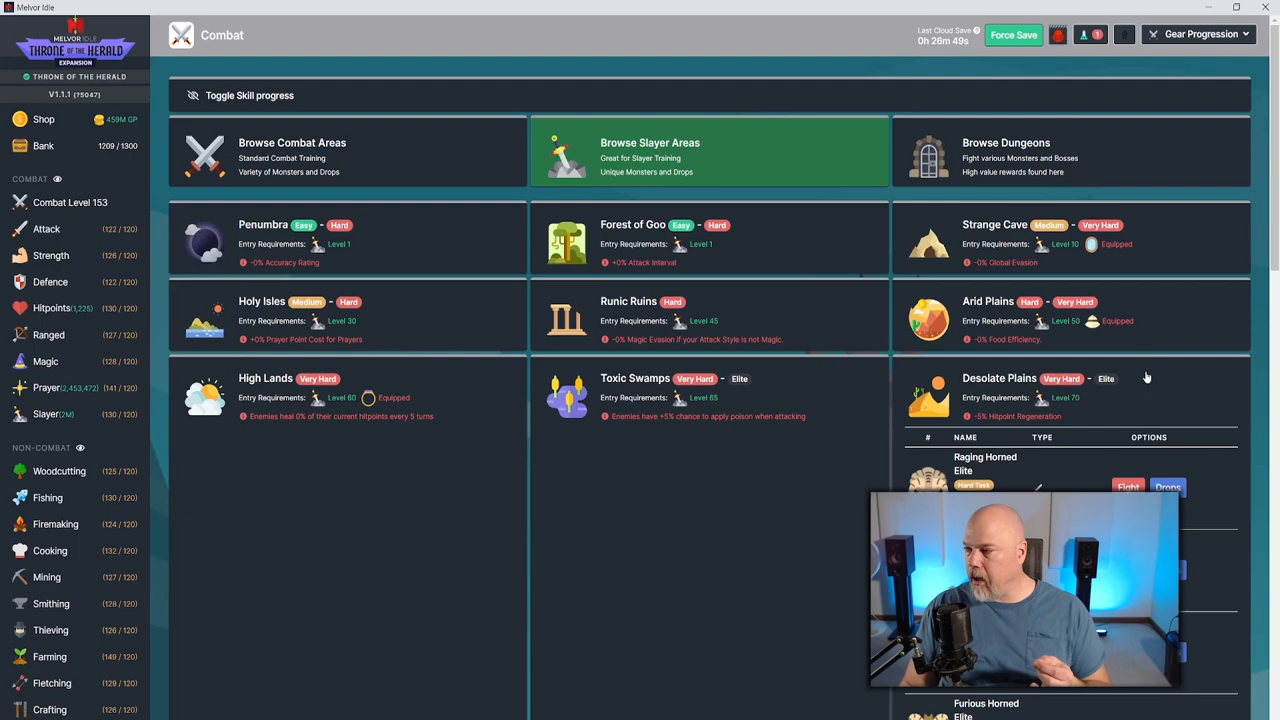 Melvor Idle
MELVOR IDLE
THRONE OF THE HERALD
EXPANSION
THRONE OF THE HERALD
V1.1.1 (?5047)
Shop 459M GP
Bank 1209 / 1300
COMBAT
Combat Level 153
Attack (122 / 120)
Strength (126 / 120)
Defence (122 / 120)
Hitpoints (1,225) (130 / 120)
Ranged (127 / 120)
Magic (128 / 120)
Prayer (2,453,472) (141 / 120)
Slayer (2M) (130 / 120)
NON-COMBAT
Woodcutting (125 / 120)
Fishing (130 / 120)
Firemaking (124 / 120)
Cooking (132 / 120)
Mining (127 / 120)
Smithing (128 / 120)
Thieving (121 / 120)
Farming (149 / 120)
Fletching (129 / 120)
Crafting (126 / 120)
Combat
Last Cloud Save
0h 26m 49s
Force Save
1
Gear Progression
Toggle Skill progress
Browse Combat Areas
Standard Combat Training
Variety of Monsters and Drops
Browse Slayer Areas
Great for Slayer Training
Unique Monsters and Drops
Browse Dungeons
Fight various Monsters and Bosses
High value rewards found here
Penumbra Easy - Hard
Entry Requirements: Level 1
-0% Accuracy Rating
Forest of Goo Easy - Hard
Entry Requirements: Level 1
+0% Attack Interval
Strange Cave Medium - Very Hard
Entry Requirements: Level 10 Equipped
-0% Global Evasion
Holy Isles Medium - Hard
Entry Requirements: Level 30
+0% Prayer Point Cost for Prayers
Runic Ruins Hard
Entry Requirements: Level 45
-0% Magic Evasion if your Attack Style is not Magic.
Arid Plains Hard - Very Hard
Entry Requirements: Level 50 Equipped
-0% Food Efficiency.
High Lands Very Hard
Entry Requirements: Level 60 Equipped
Enemies heal 0% of their current hitpoints every 5 turns
Toxic Swamps Very Hard - Elite
Entry Requirements: Level 65
Enemies have +5% chance to apply poison when attacking
Desolate Plains Very Hard - Elite
Entry Requirements: Level 70
-5% Hitpoint Regeneration
# NAME TYPE OPTIONS
Raging Horned
Elite
Hard Task
Fight Drops
Furious Horned
Elite